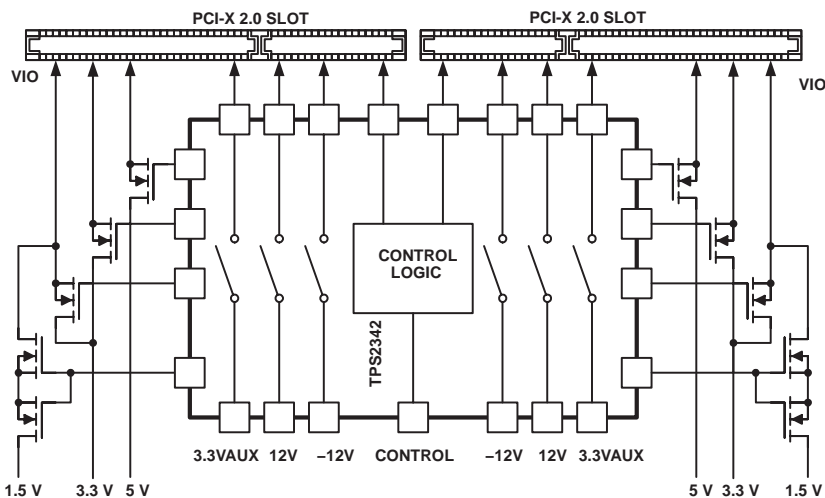 PCI-X 2.0 SLOT PCI-X 2.0 SLOT
VIO VIO
CONTROL
LOGIC
TPS2342
3.3VAUX 12V –12V CONTROL –12V 12V 3.3VAUX
1.5 V 3.3 V 5 V 5 V 3.3 V 1.5 V